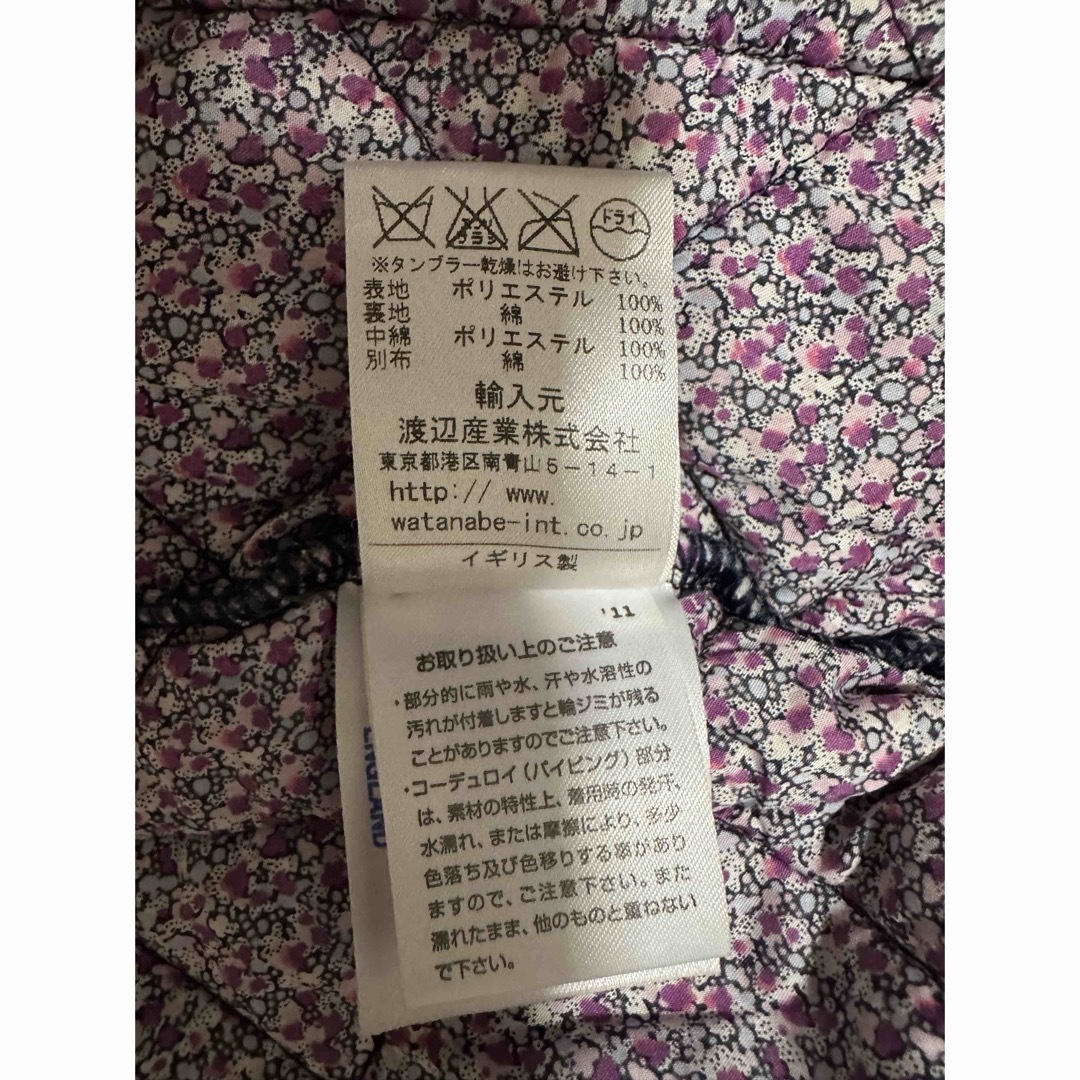 エンソ
ドライ
※タンブラー乾燥はお避け下さい。
表地 ポリエステル 100%
裏地 綿 100%
中綿 ポリエステル 100%
別布 綿 100%
輸入元
渡辺産業株式会社
東京都港区南青山5-14-1
http:// www.
watanabe-int.co.jp
イギリス製
'11
お取り扱い上のご注意
・部分的に雨や水、汗や水溶性の
汚れが付着しますと輪ジミが残る
ことがありますのでご注意下さい。
・コーデュロイ(パイピング)部分
は、素材の特性上、着用時の発汗、
水濡れ、または摩擦により、多少
色落ち及び色移りする事があり
ますので、ご注意下さい。また
濡れたまま、他のものと重ねない
で下さい。
ENGLAND